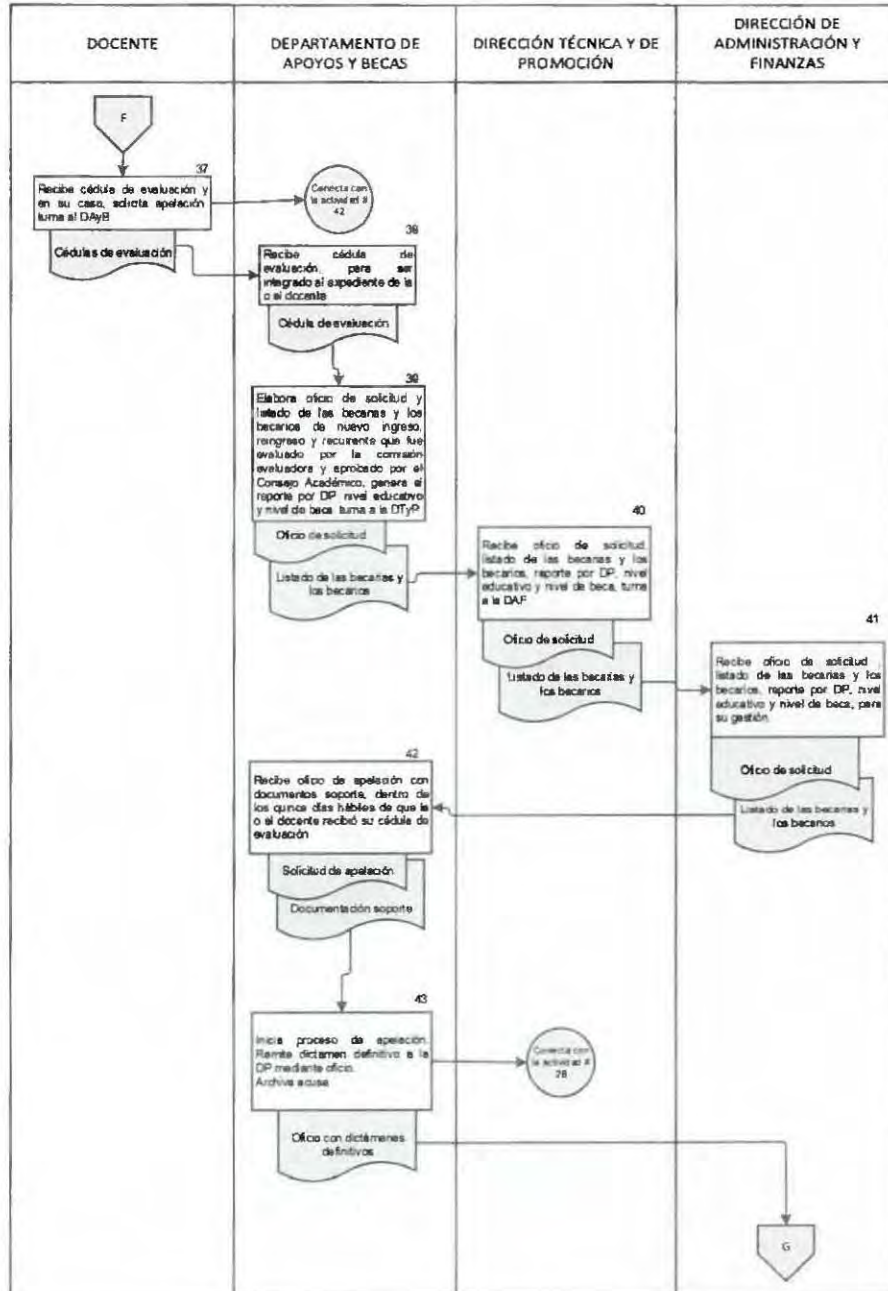 DOCENTE
DEPARTAMENTO DE
APOYOS Y BECAS
DIRECCIÓN TÉCNICA Y DE
PROMOCIÓN
DIRECCIÓN DE
ADMINISTRACIÓN Y
FINANZAS
F
37
Recibe cédula de evaluación y
en su caso, solicita apelación
turna al DAyB
Cédulas de evaluación
Conecta con
la actividad #
42
38
Recibe cédula de
evaluación, para ser
integrado al expediente de la
o el docente
Cédula de evaluación
39
Elabora oficio de solicitud y
listado de las becarias y los
becarios de nuevo ingreso,
reingreso y recurrente que fue
evaluado por la comisión
evaluadora y aprobado por el
Consejo Académico, genera el
reporte por DP, nivel educativo
y nivel de beca, turna a la DTyP
Oficio de solicitud
Listado de las becarias y
los becarios
40
Recibe oficio de solicitud,
listado de las becarias y los
becarios, reporte por DP, nivel
educativo y nivel de beca, turna
a la DAF
Oficio de solicitud
Listado de las becarias y
los becarios
41
Recibe oficio de solicitud ,
listado de las becarias y los
becarios, reporte por DP, nivel
educativo y nivel de beca, para
su gestión.
Oficio de solicitud
Listado de las becarias y
los becarios
42
Recibe oficio de apelación con
documentos soporte, dentro de
los quince días hábiles de que la
o el docente recibió su cédula de
evaluación
Solicitud de apelación
Documentación soporte
43
Inicia proceso de apelación.
Remite dictamen definitivo a la
DP mediante oficio.
Archiva acuse
Conecta con
la actividad #
28
Oficio con dictámenes
definitivos
G